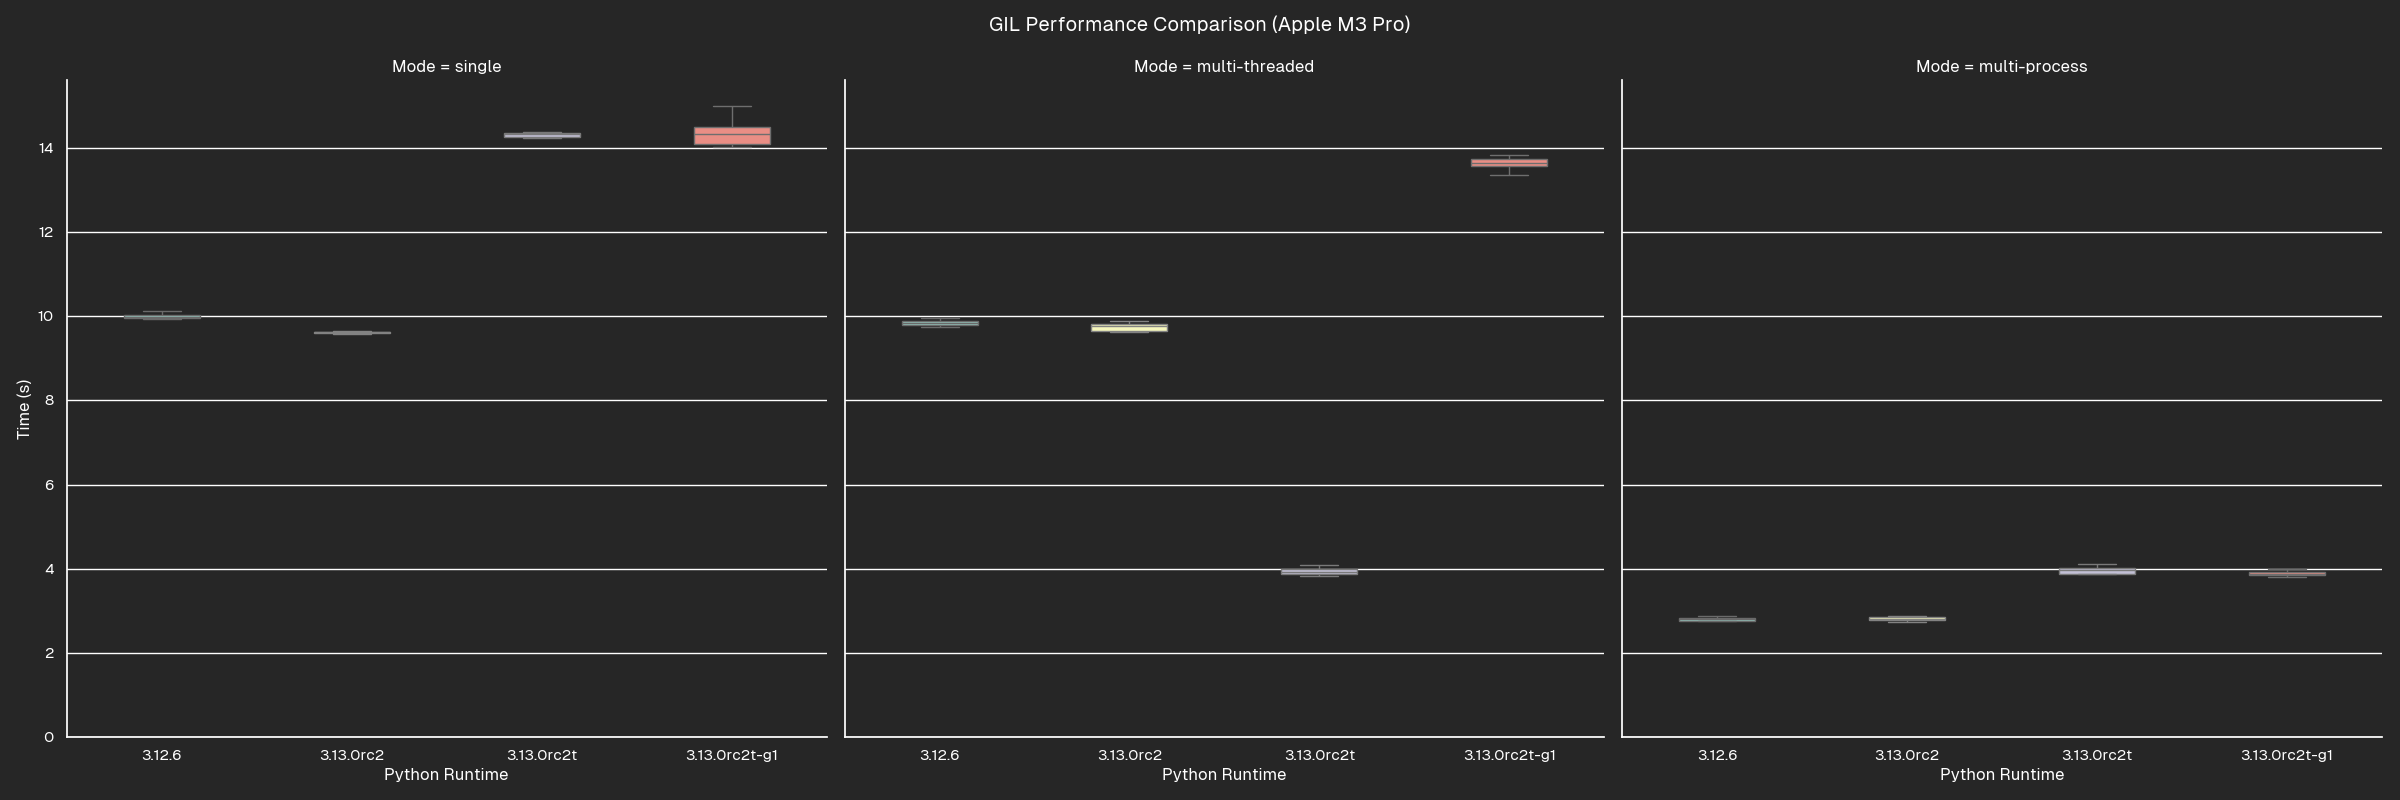 GIL Performance Comparison (Apple M3 Pro)
Mode = single
Mode = multi-threaded
Mode = multi-process
Time (s)
14
12
10
8
6
4
2
0
3.12.6 3.13.0rc2 3.13.0rc2t 3.13.0rc2t-g1
Python Runtime
3.12.6 3.13.0rc2 3.13.0rc2t 3.13.0rc2t-g1
Python Runtime
3.12.6 3.13.0rc2 3.13.0rc2t 3.13.0rc2t-g1
Python Runtime